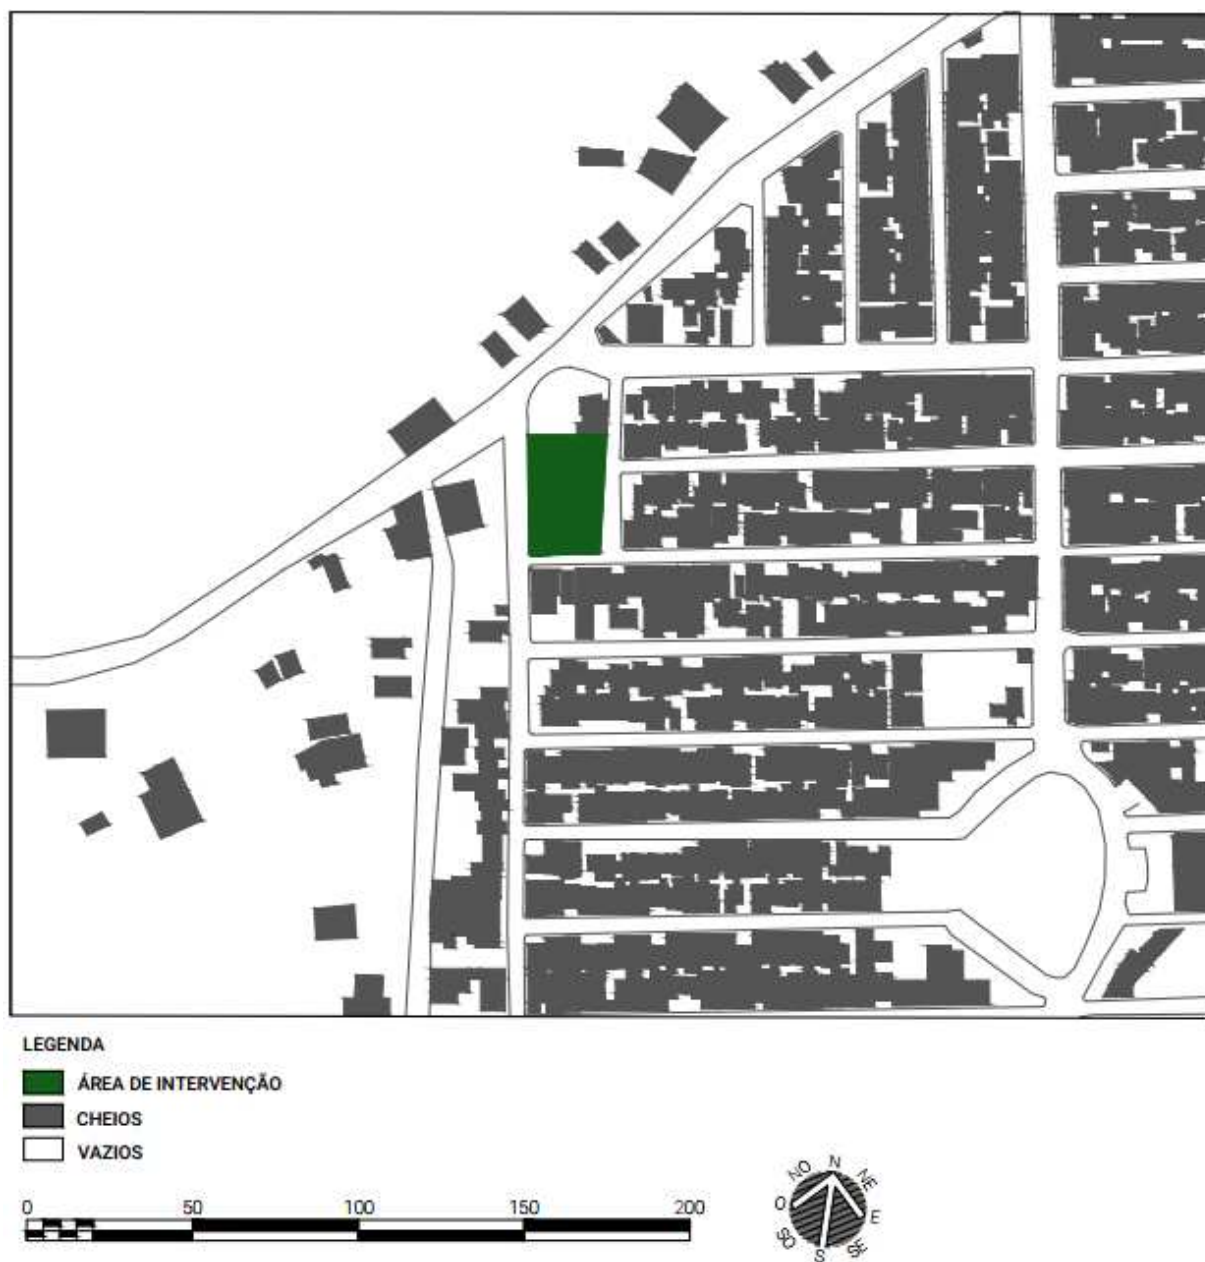 LEGENDA
ÁREA DE INTERVENÇÃO
CHEIOS
VAZIOS
0 50 100 150 200
N
NO NE
O E
SO SE
S